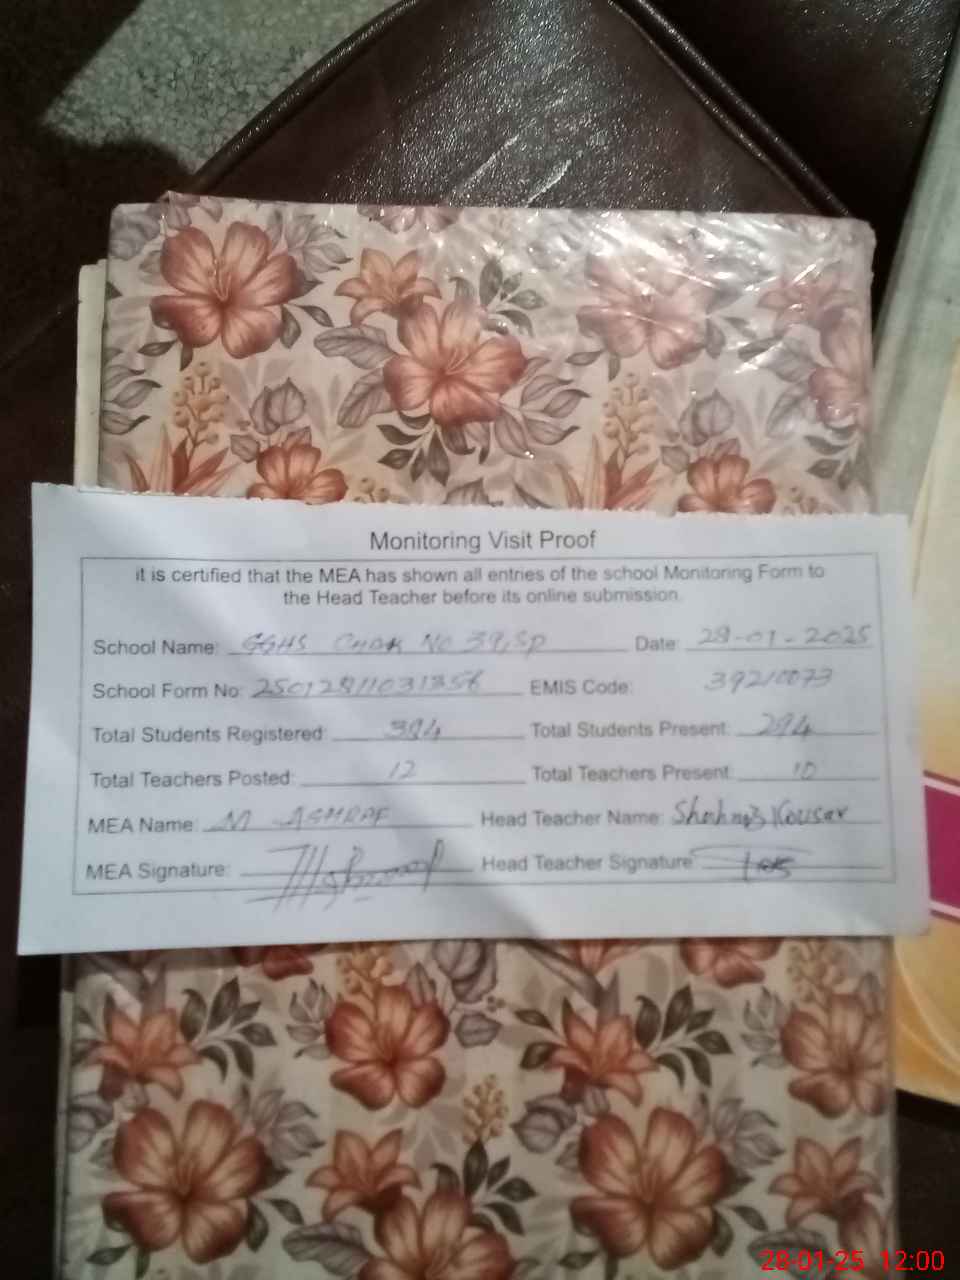 Monitoring Visit Proof
it is certified that the MEA has shown all entries of the school Monitoring Form to
the Head Teacher before its online submission.
School Name: GGHS CHAK NO 39/SP Date: 28-01-2025
School Form No: EMIS Code: 39210073
Total Students Registered: 384 Total Students Present: 294
Total Teachers Posted: 12 Total Teachers Present: 10
MEA Name: M ASHRAF Head Teacher Name: Shahnaz Kousar
MEA Signature: Head Teacher Signature:
28-01-25 12:00